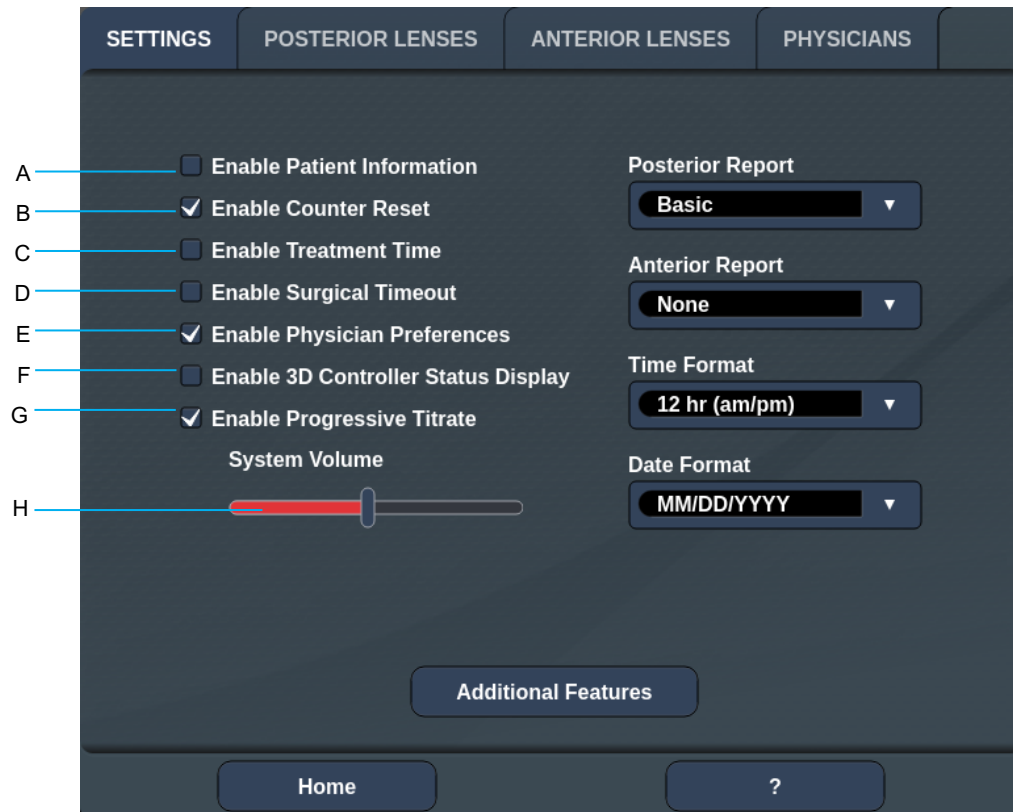 SETTINGS POSTERIOR LENSES ANTERIOR LENSES PHYSICIANS
A Enable Patient Information
B Enable Counter Reset
C Enable Treatment Time
D Enable Surgical Timeout
E Enable Physician Preferences
F Enable 3D Controller Status Display
G Enable Progressive Titrate
System Volume
H
Posterior Report
Basic
Anterior Report
None
Time Format
12 hr (am/pm)
Date Format
MM/DD/YYYY
Additional Features
Home ?